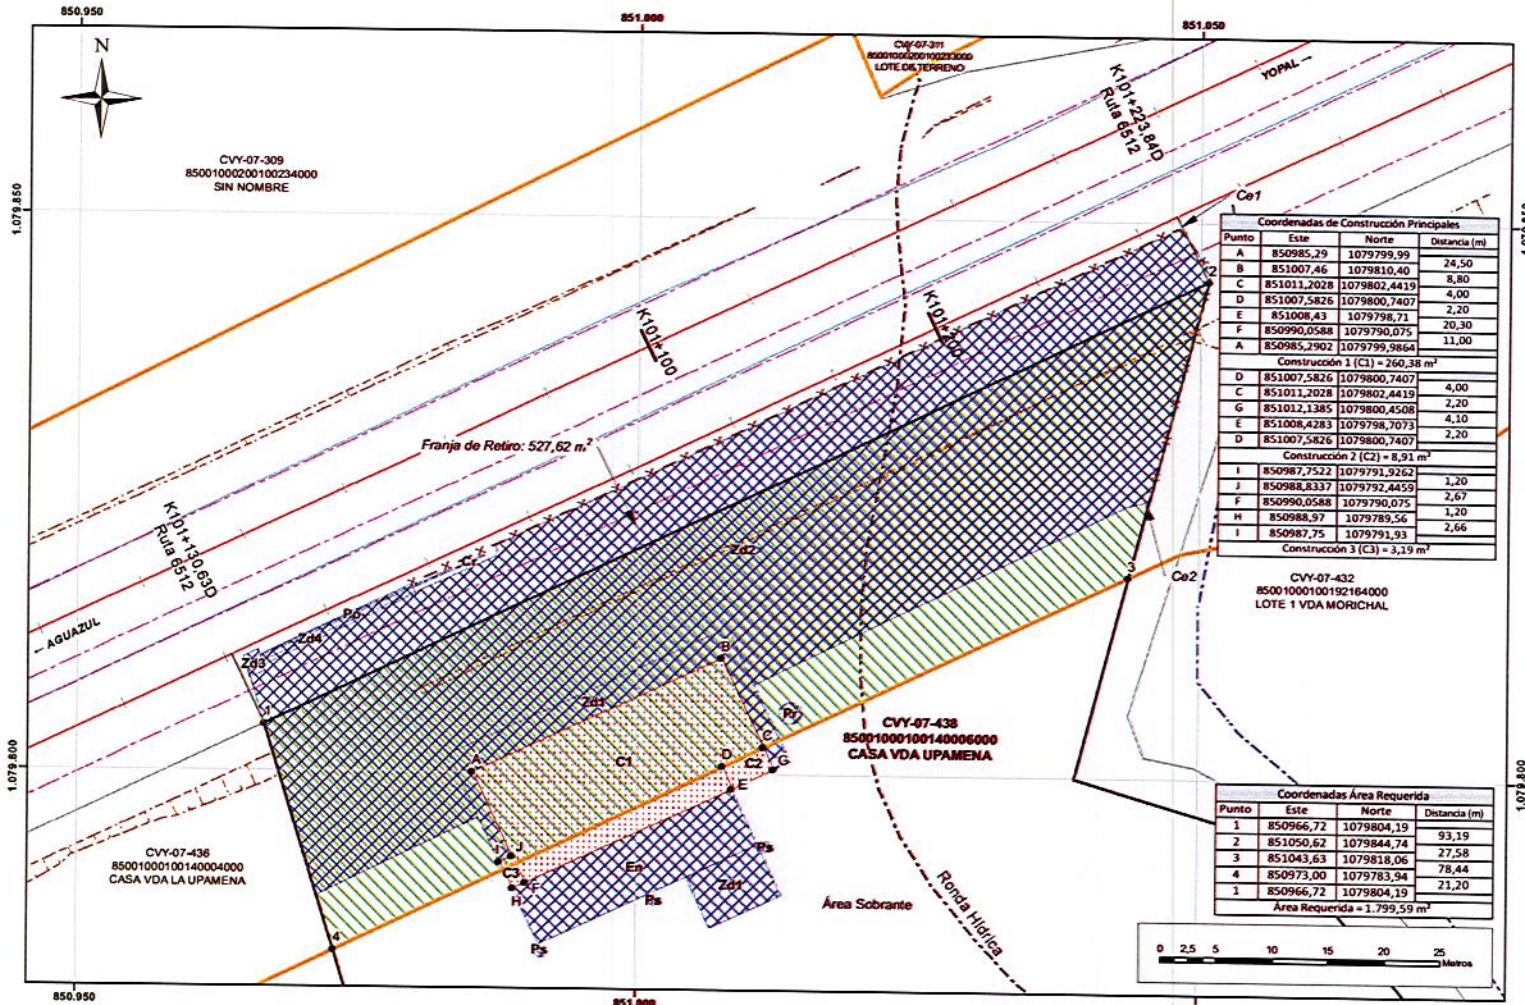 850.950
851.000
851.050
N
CVY-07-311
LOTE DE TERRENO
YOPAL →
K101+223,84D
Ruta 6512
CVY-07-309
85001000200100234000
SIN NOMBRE
1.079.850
Ce1
2
K101+100
K101+200
Franja de Retiro: 527,62 m²
K101+130,63D
Ruta 6512
← AGUAZUL
Zd2
Cr
Po
Zd4
Zd3
1
3
Ce2
B
Zd1
Pr
A
C1
C
D
C2
G
E
I
J
C3
F
H
En
Ps
Zd1
Ps
Ps
4
CVY-07-438
85001000100140006000
CASA VDA UPAMENA
CVY-07-432
85001000100192164000
LOTE 1 VDA MORICHAL
CVY-07-436
85001000100140004000
CASA VDA LA UPAMENA
Área Sobrante
Ronda Hídrica
1.079.800
1.079.800
Coordenadas de Construcción Principales
Punto Este Norte Distancia (m)
A 850985,29 1079799,99
24,50
B 851007,46 1079810,40
8,80
C 851011,2028 1079802,4419
4,00
D 851007,5826 1079800,7407
2,20
E 851008,43 1079798,71
20,30
F 850990,0588 1079790,075
11,00
A 850985,2902 1079799,9864
Construcción 1 (C1) = 260,38 m²
D 851007,5826 1079800,7407
4,00
C 851011,2028 1079802,4419
2,20
G 851012,1385 1079800,4508
4,10
E 851008,4283 1079798,7073
2,20
D 851007,5826 1079800,7407
Construcción 2 (C2) = 8,91 m²
I 850987,7522 1079791,9262
1,20
J 850988,8337 1079792,4459
2,67
F 850990,0588 1079790,075
1,20
H 850988,97 1079789,56
2,66
I 850987,75 1079791,93
Construcción 3 (C3) = 3,19 m²
Coordenadas Área Requerida
Punto Este Norte Distancia (m)
1 850966,72 1079804,19
93,19
2 851050,62 1079844,74
27,58
3 851043,63 1079818,06
78,44
4 850973,00 1079783,94
21,20
1 850966,72 1079804,19
Área Requerida = 1.799,59 m²
0 2,5 5 10 15 20 25
Metros
850.950
851.000